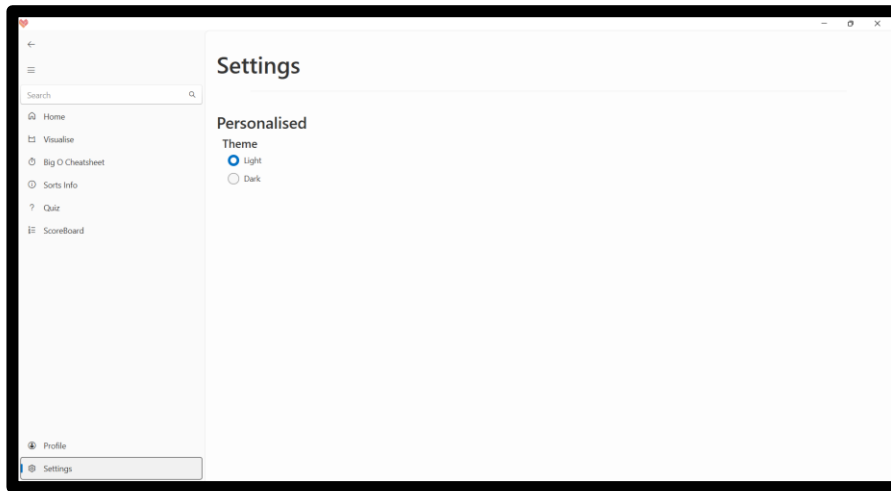 Settings
Search
Home
Visualise
Big O Cheatsheet
Sorts Info
Quiz
ScoreBoard
Profile
Settings
Personalised
Theme
Light
Dark